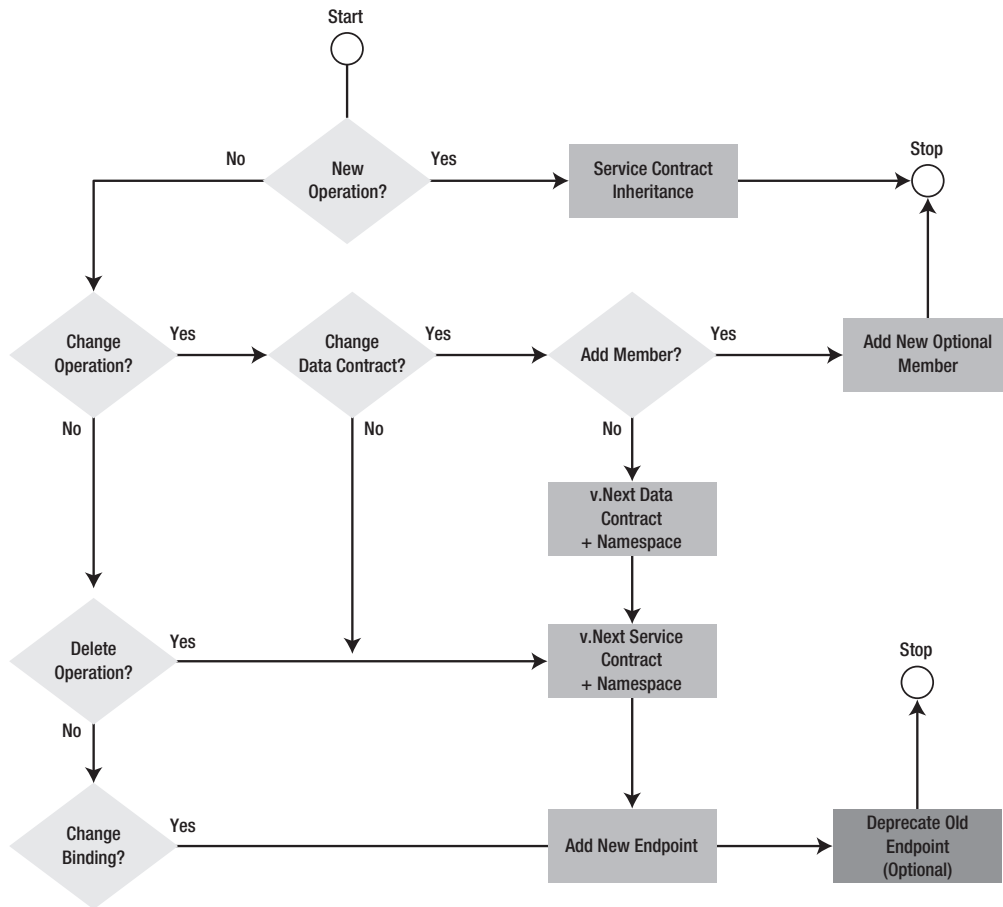 Start
No
New
Operation?
Yes
Service Contract
Inheritance
Stop
Change
Operation?
Yes
Change
Data Contract?
Yes
Add Member?
Yes
Add New Optional
Member
No
No
No
v.Next Data
Contract
+ Namespace
Delete
Operation?
Yes
v.Next Service
Contract
+ Namespace
Stop
No
Change
Binding?
Yes
Add New Endpoint
Deprecate Old
Endpoint
(Optional)